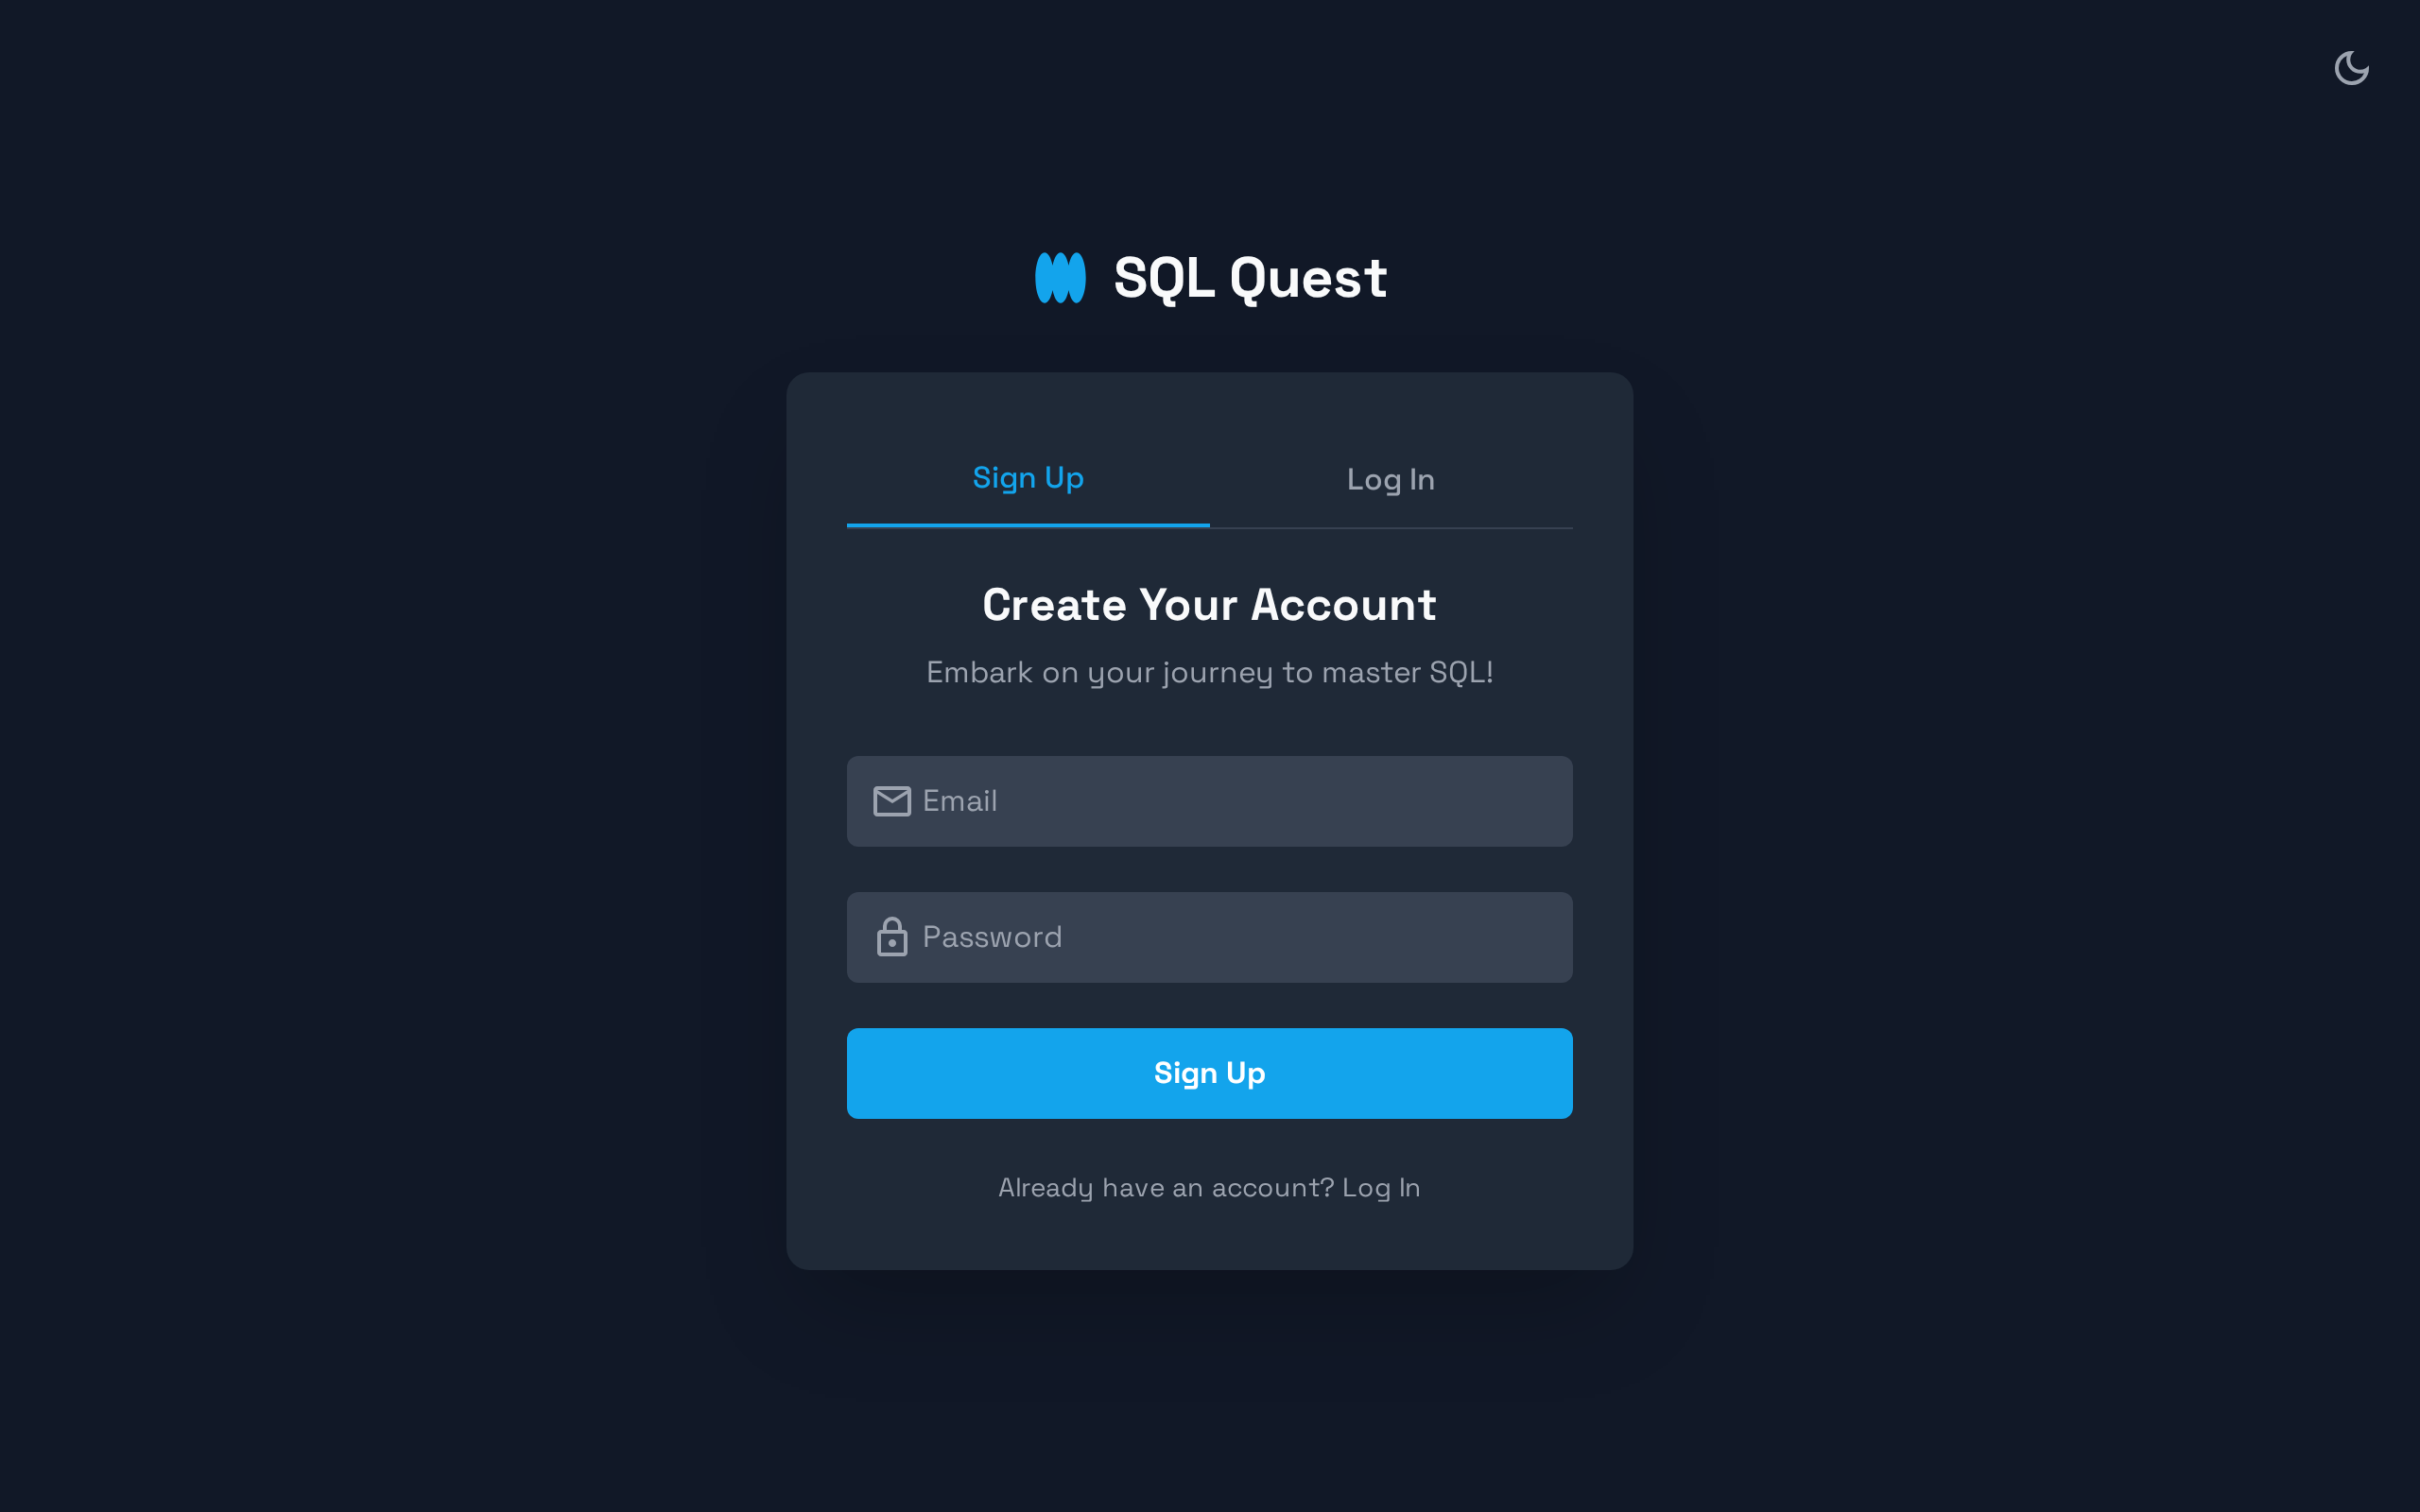 SQL Quest
Sign Up
Log In
Create Your Account
Embark on your journey to master SQL!
Email
Password
Sign Up
Already have an account? Log In